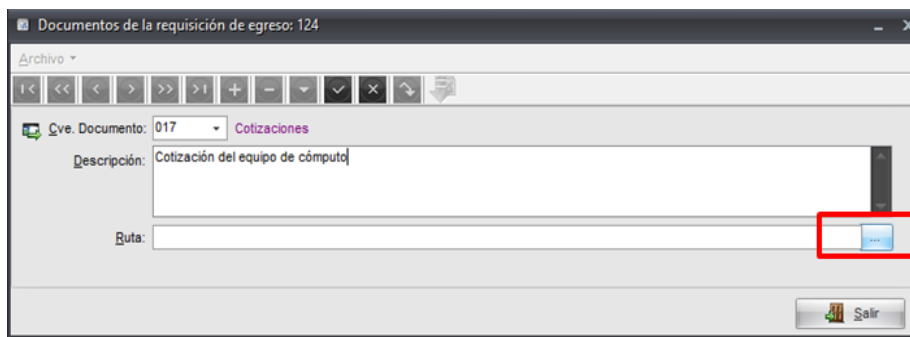 Documentos de la requisición de egreso: 124
Archivo
Cve. Documento: 017 Cotizaciones
Descripción: Cotización del equipo de cómputo
Ruta: ...
Salir